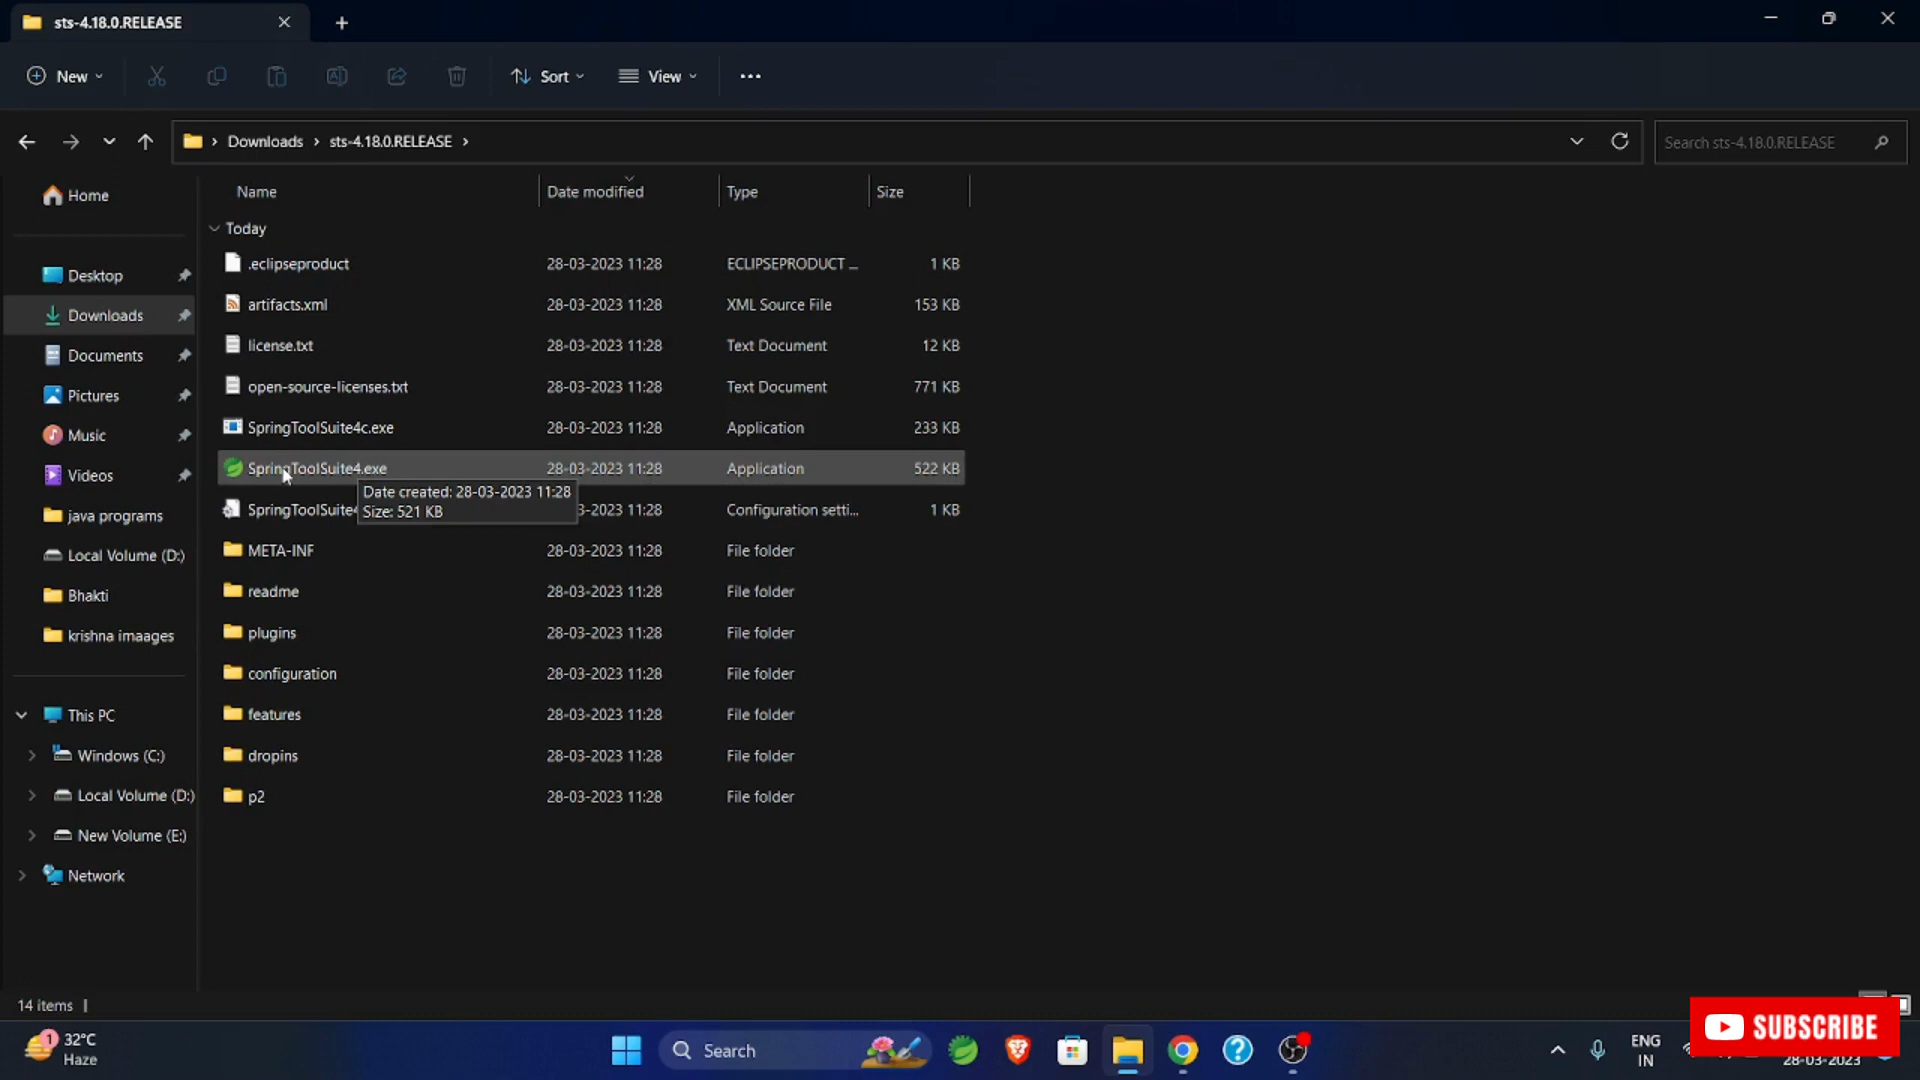 sts-4.18.0.RELEASE
New
Sort
View
Downloads
sts-4.18.0.RELEASE
Search sts-4.18.0.RELEASE
Home
Desktop
Downloads
Documents
Pictures
Music
Videos
java programs
Local Volume (D:)
Bhakti
krishna imaages
This PC
Windows (C:)
Local Volume (D:)
New Volume (E:)
Network
Name Date modified Type Size
Today
.eclipseproduct 28-03-2023 11:28 ECLIPSEPRODUCT ... 1 KB
artifacts.xml 28-03-2023 11:28 XML Source File 153 KB
license.txt 28-03-2023 11:28 Text Document 12 KB
open-source-licenses.txt 28-03-2023 11:28 Text Document 771 KB
SpringToolSuite4c.exe 28-03-2023 11:28 Application 233 KB
SpringToolSuite4.exe 28-03-2023 11:28 Application 522 KB
Date created: 28-03-2023 11:28
Size: 521 KB
SpringToolSuite4 3-2023 11:28 Configuration setti... 1 KB
META-INF 28-03-2023 11:28 File folder
readme 28-03-2023 11:28 File folder
plugins 28-03-2023 11:28 File folder
configuration 28-03-2023 11:28 File folder
features 28-03-2023 11:28 File folder
dropins 28-03-2023 11:28 File folder
p2 28-03-2023 11:28 File folder
14 items
SUBSCRIBE
1
32°C
Haze
Search
ENG
IN
28-03-2023